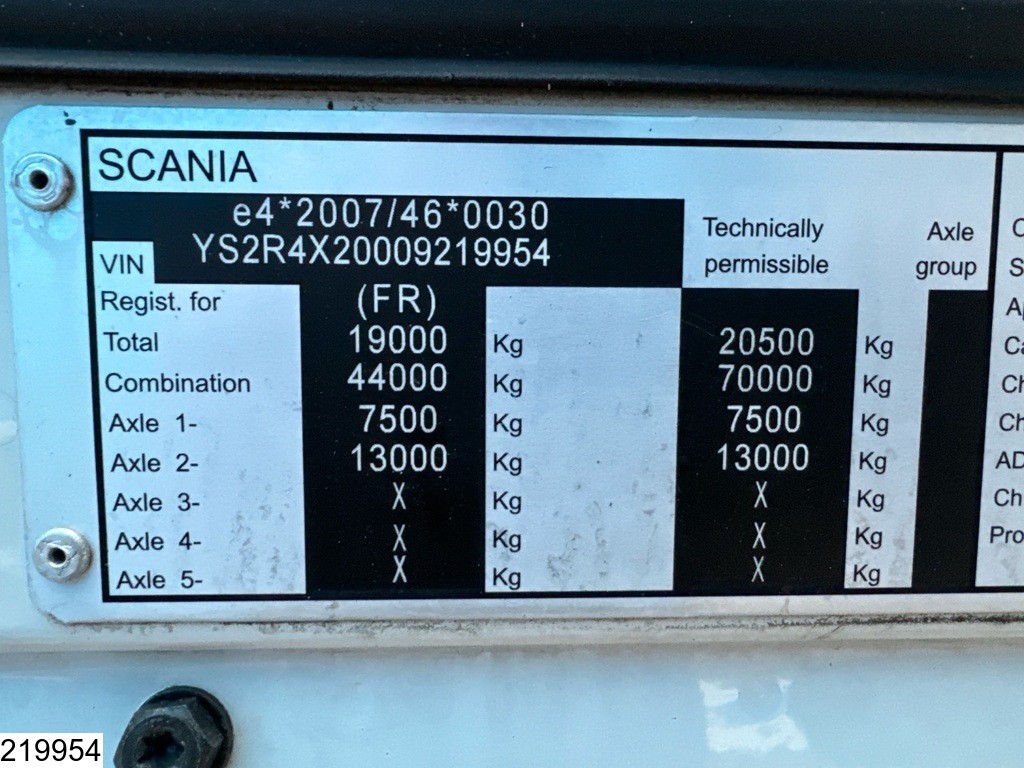 SCANIA
e4*2007/46*0030
VIN YS2R4X20009219954
Technically permissible
Axle group
Regist. for (FR)
Total 19000 Kg 20500 Kg
Combination 44000 Kg 70000 Kg
Axle 1- 7500 Kg 7500 Kg
Axle 2- 13000 Kg 13000 Kg
Axle 3- X Kg X Kg
Axle 4- X Kg X Kg
Axle 5- X Kg X Kg
219954